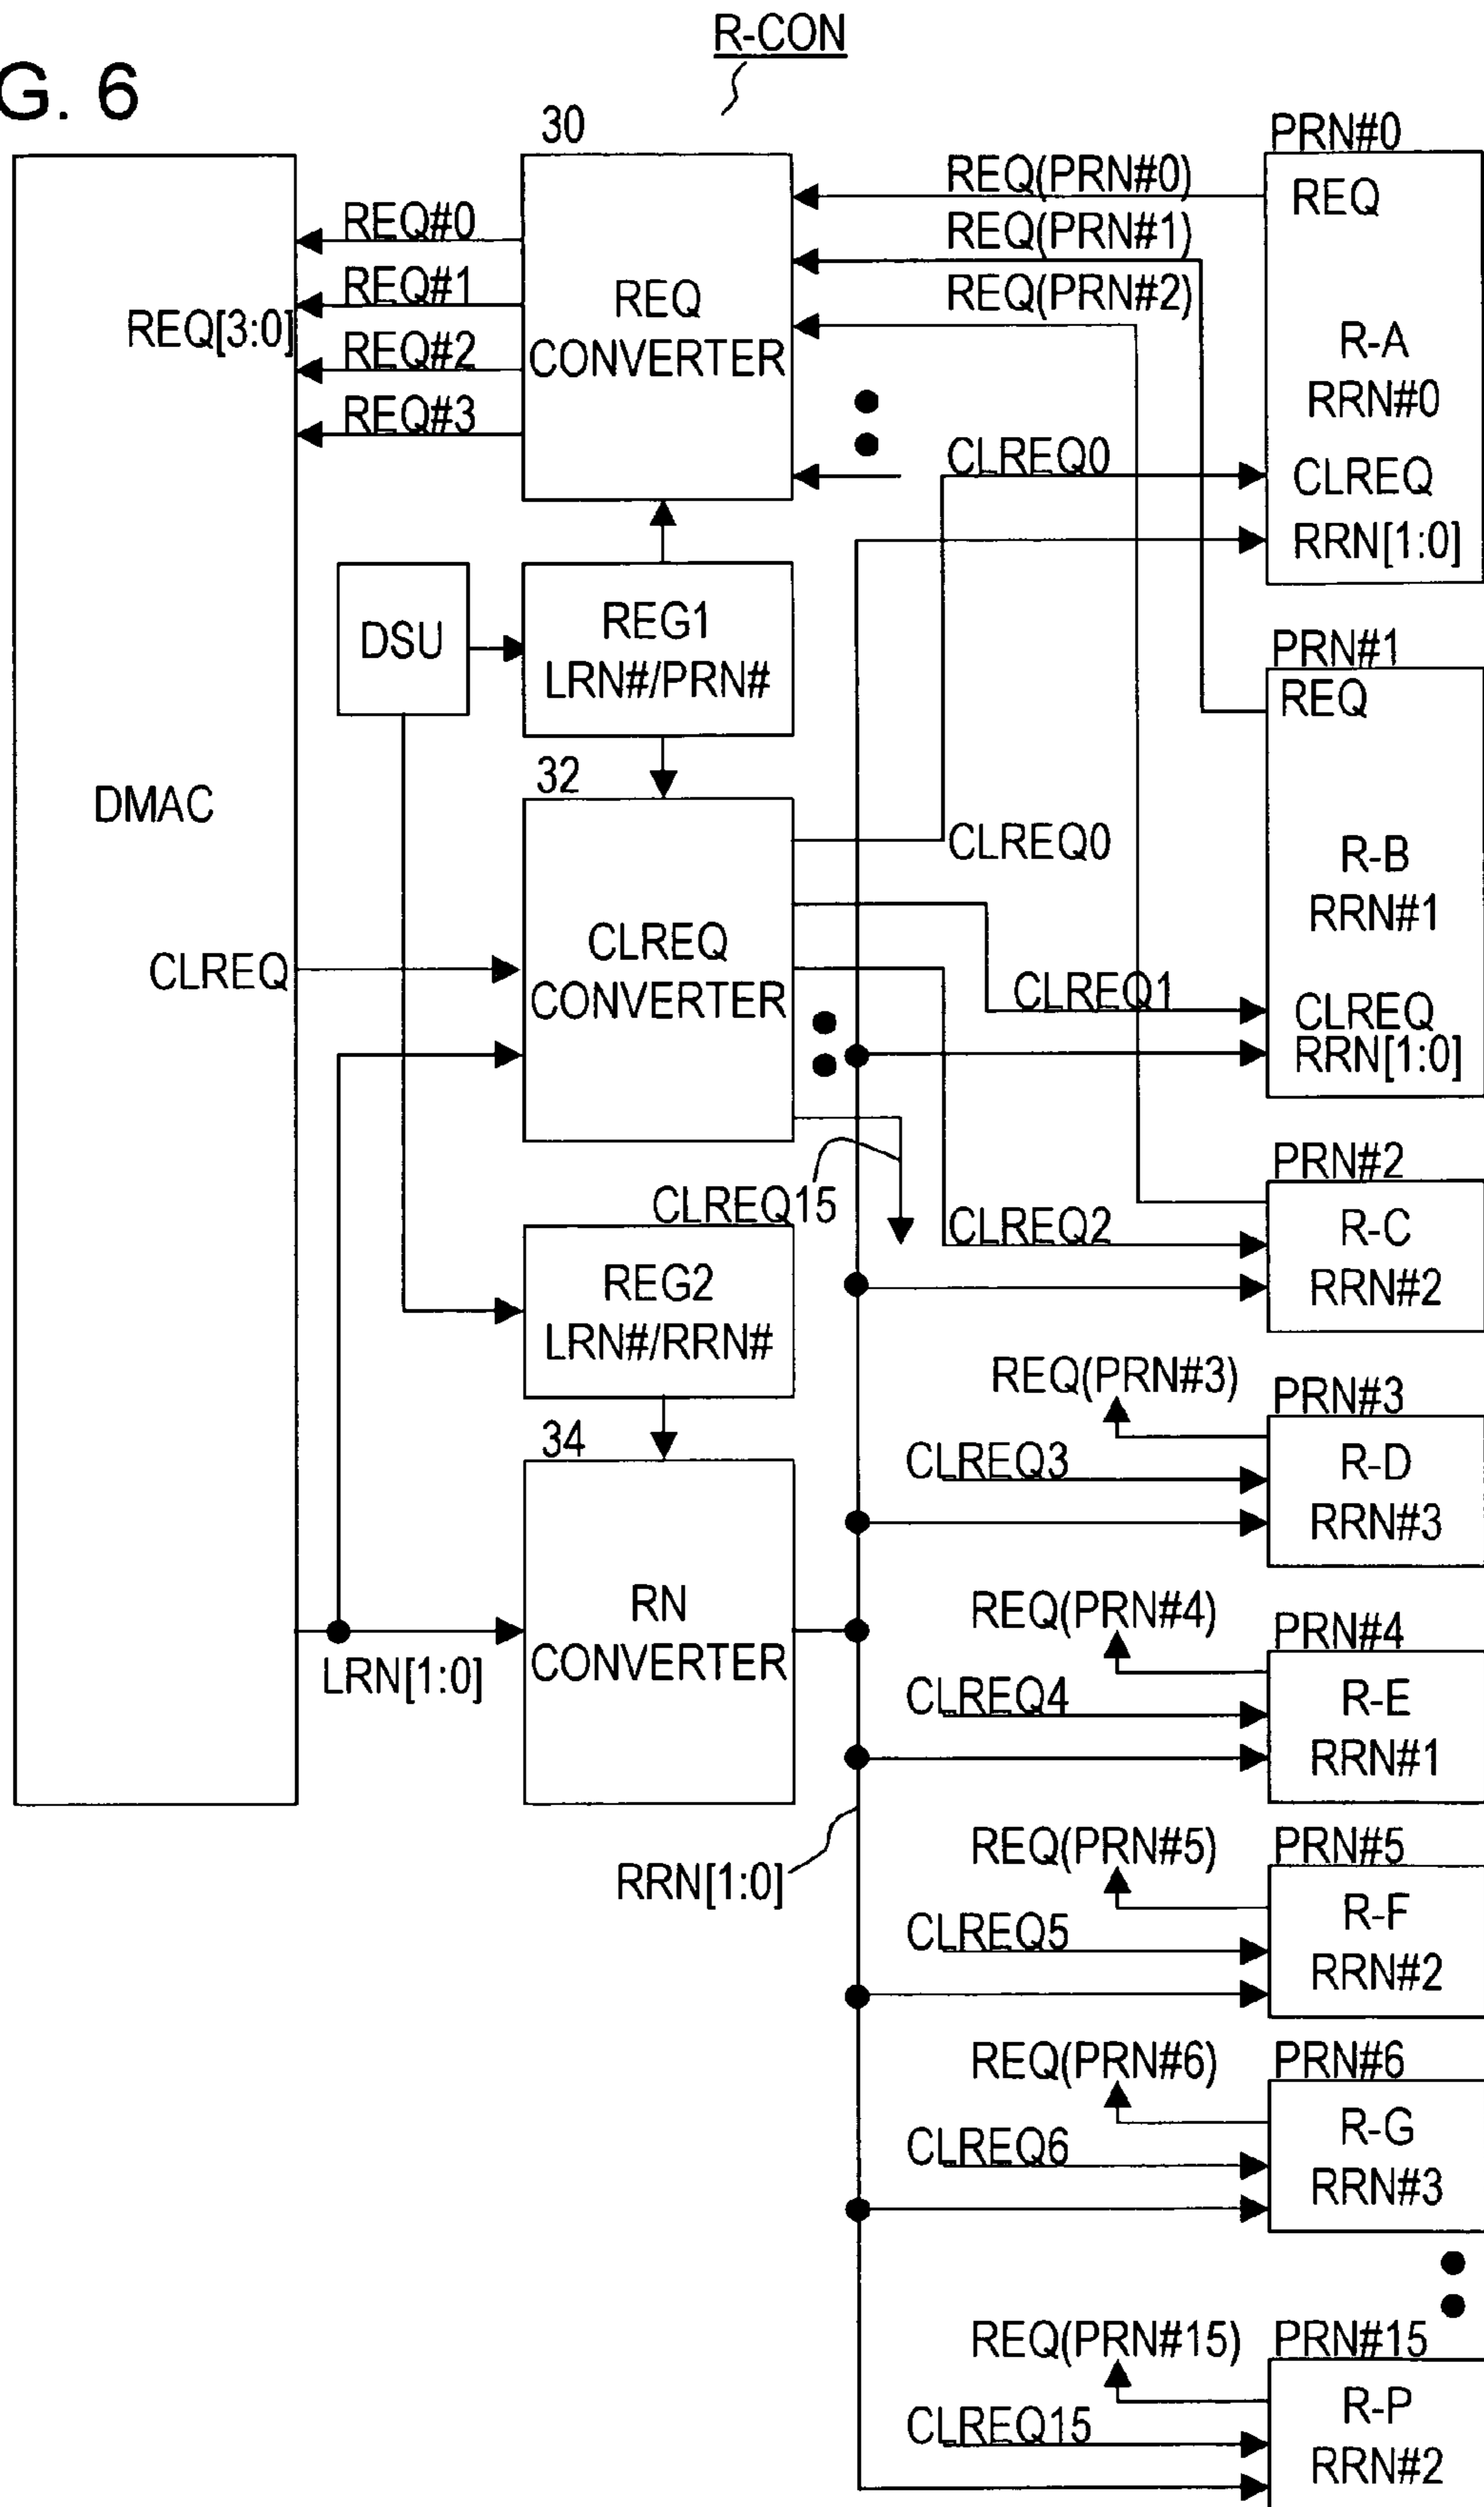 R-CON
G. 6
30
PRN#0
REQ(PRN#0)
REQ
REQ#0
REQ(PRN#1)
REQ#1
REQ
CONVERTER
REQ(PRN#2)
REQ[3:0]
R-A
RRN#0
REQ#2
REQ#3
CLREQ0
CLREQ
RRN[1:0]
DSU
REG1
LRN#/PRN#
PRN#1
REQ
32
DMAC
CLREQ0
R-B
RRN#1
CLREQ
CLREQ
CONVERTER
CLREQ1
CLREQ
RRN[1:0]
PRN#2
CLREQ15
CLREQ2
R-C
RRN#2
REG2
LRN#/RRN#
REQ(PRN#3)
PRN#3
34
CLREQ3
R-D
RRN#3
RN
CONVERTER
LRN[1:0]
REQ(PRN#4)
PRN#4
CLREQ4
R-E
RRN#1
RRN[1:0]
REQ(PRN#5)
PRN#5
CLREQ5
R-F
RRN#2
REQ(PRN#6)
PRN#6
CLREQ6
R-G
RRN#3
REQ(PRN#15)
PRN#15
CLREQ15
R-P
RRN#2